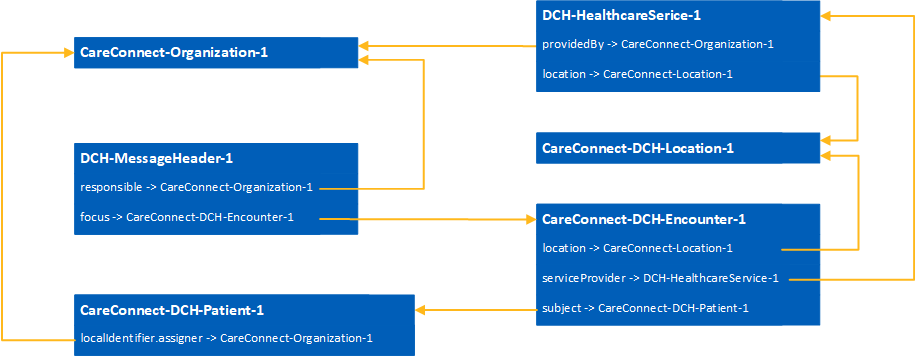 CareConnect-Organization-1
DCH-HealthcareSerice-1
providedBy -> CareConnect-Organization-1
location -> CareConnect-Location-1
DCH-MessageHeader-1
responsible -> CareConnect-Organization-1
focus -> CareConnect-DCH-Encounter-1
CareConnect-DCH-Location-1
CareConnect-DCH-Encounter-1
location -> CareConnect-Location-1
serviceProvider -> DCH-HealthcareService-1
subject -> CareConnect-DCH-Patient-1
CareConnect-DCH-Patient-1
localIdentifier.assigner -> CareConnect-Organization-1